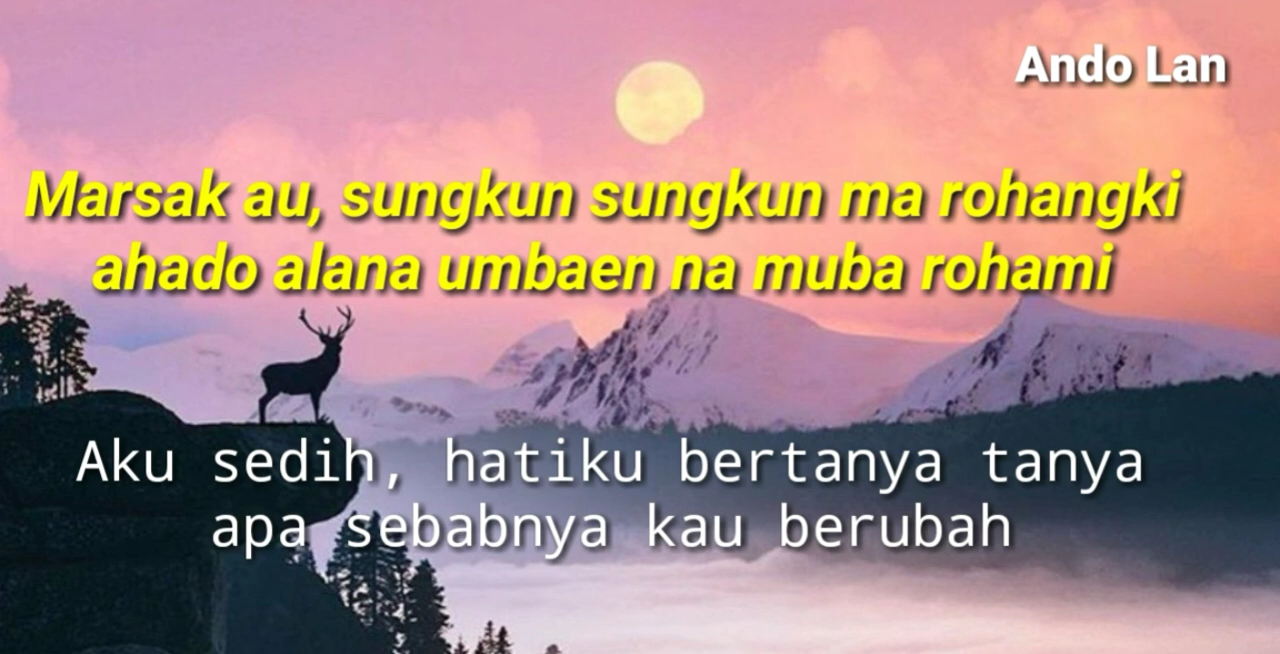 Ando Lan
Marsak au, sungkun sungkun ma rohangki
ahado alana umbaen na muba rohami
Aku sedih, hatiku bertanya tanya
apa sebabnya kau berubah